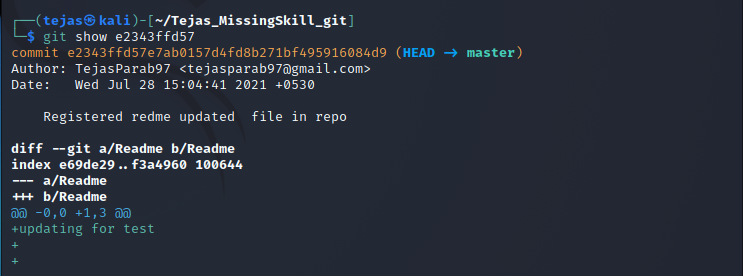 ┌──(tejas㉿kali)-[~/Tejas_MissingSkill_git]
└─$ git show e2343ffd57
commit e2343ffd57e7ab0157d4fd8b271bf495916084d9 (HEAD -> master)
Author: TejasParab97 <tejasparab97@gmail.com>
Date:   Wed Jul 28 15:04:41 2021 +0530
    Registered redme updated  file in repo
diff --git a/Readme b/Readme
index e69de29..f3a4960 100644
--- a/Readme
+++ b/Readme
@@ -0,0 +1,3 @@
+updating for test
+
+